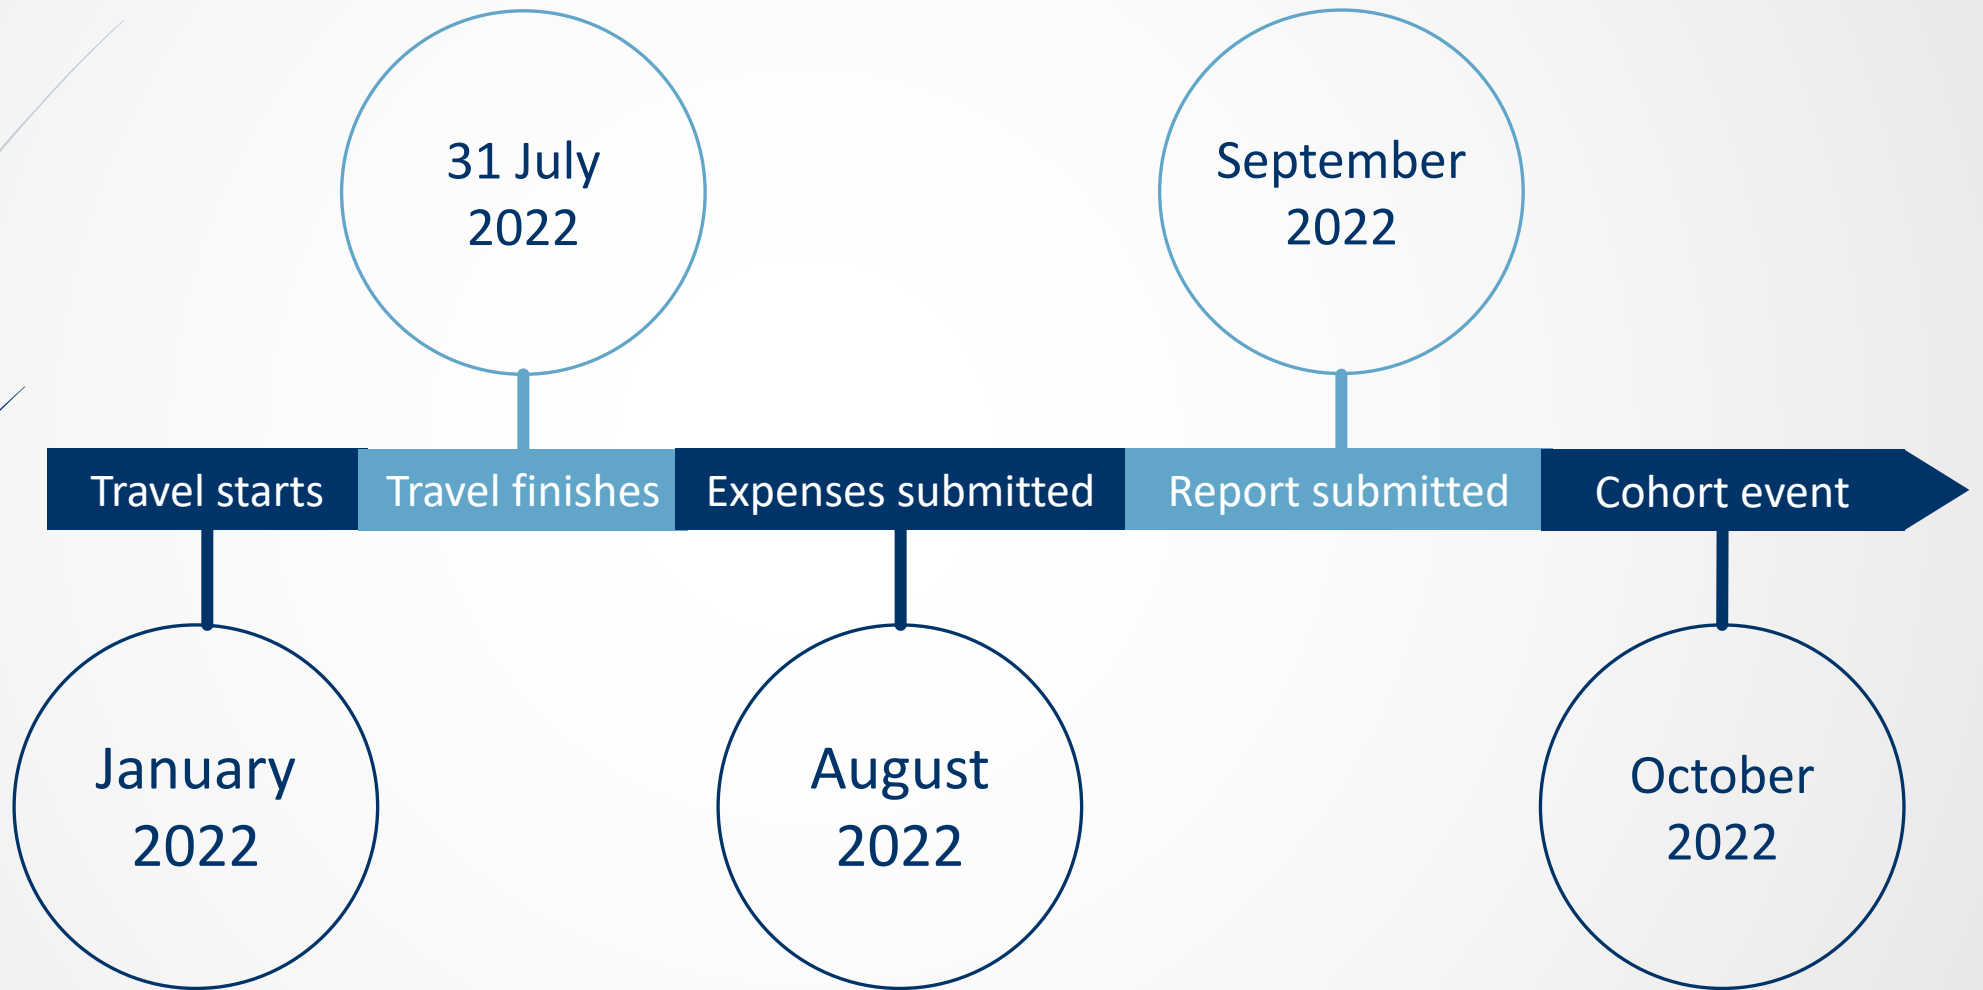 31 July
2022
September
2022
Travel starts
Travel finishes
Expenses submitted
Report submitted
Cohort event
January
2022
August
2022
October
2022